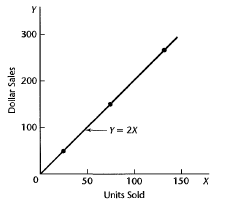 Y
300
200
100
0
Dollar Sales
Y = 2X
50 100 150 X
Units Sold